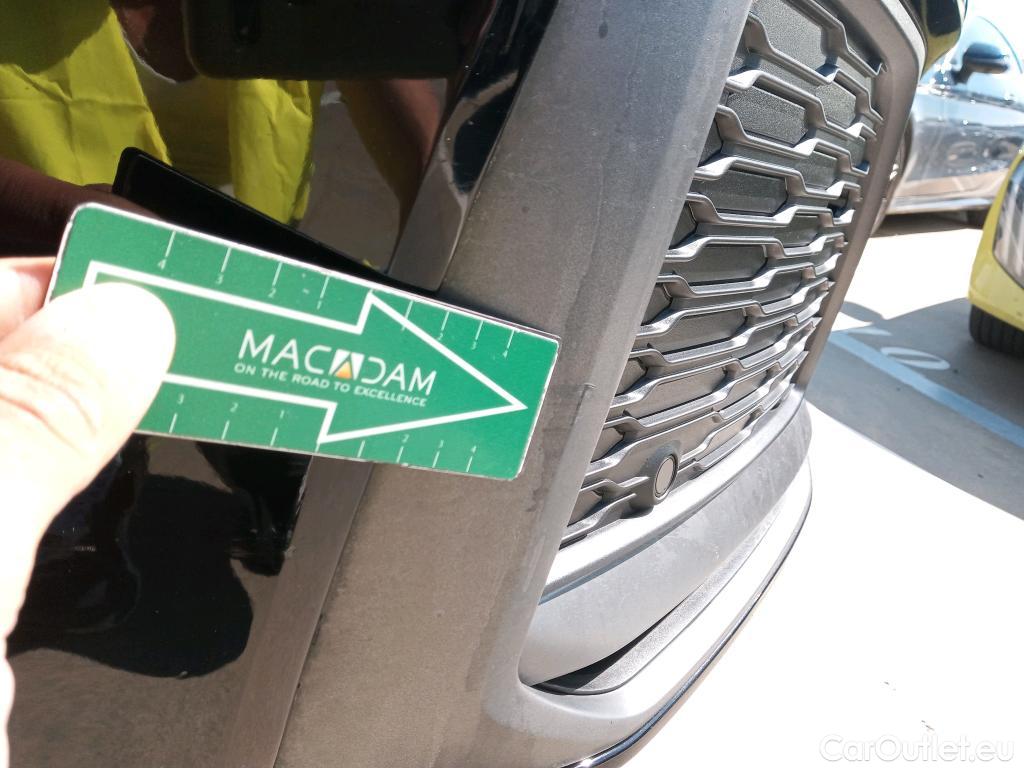 4 3 2 1 1 2 3 4
MACADAM
ON THE ROAD TO EXCELLENCE
3 2 1 1 2 3 4
CarOutlet.eu